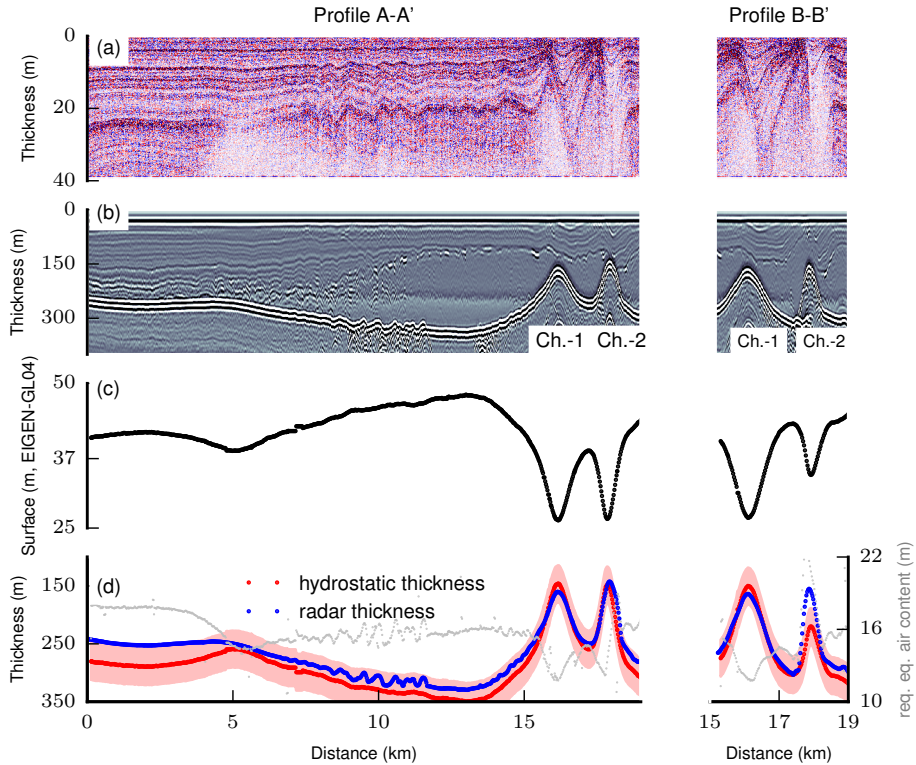 Profile A-A’
Profile B-B’
(a)
Thickness (m)
0
20
40
(b)
Thickness (m)
0
150
300
Ch.-1
Ch.-2
Ch.-1
Ch.-2
(c)
Surface (m, EIGEN-GL04)
50
37
25
(d)
hydrostatic thickness
radar thickness
Thickness (m)
150
250
350
22
18
14
10
req. eq. air content (m)
0
5
10
15
15
17
19
Distance (km)
Distance (km)